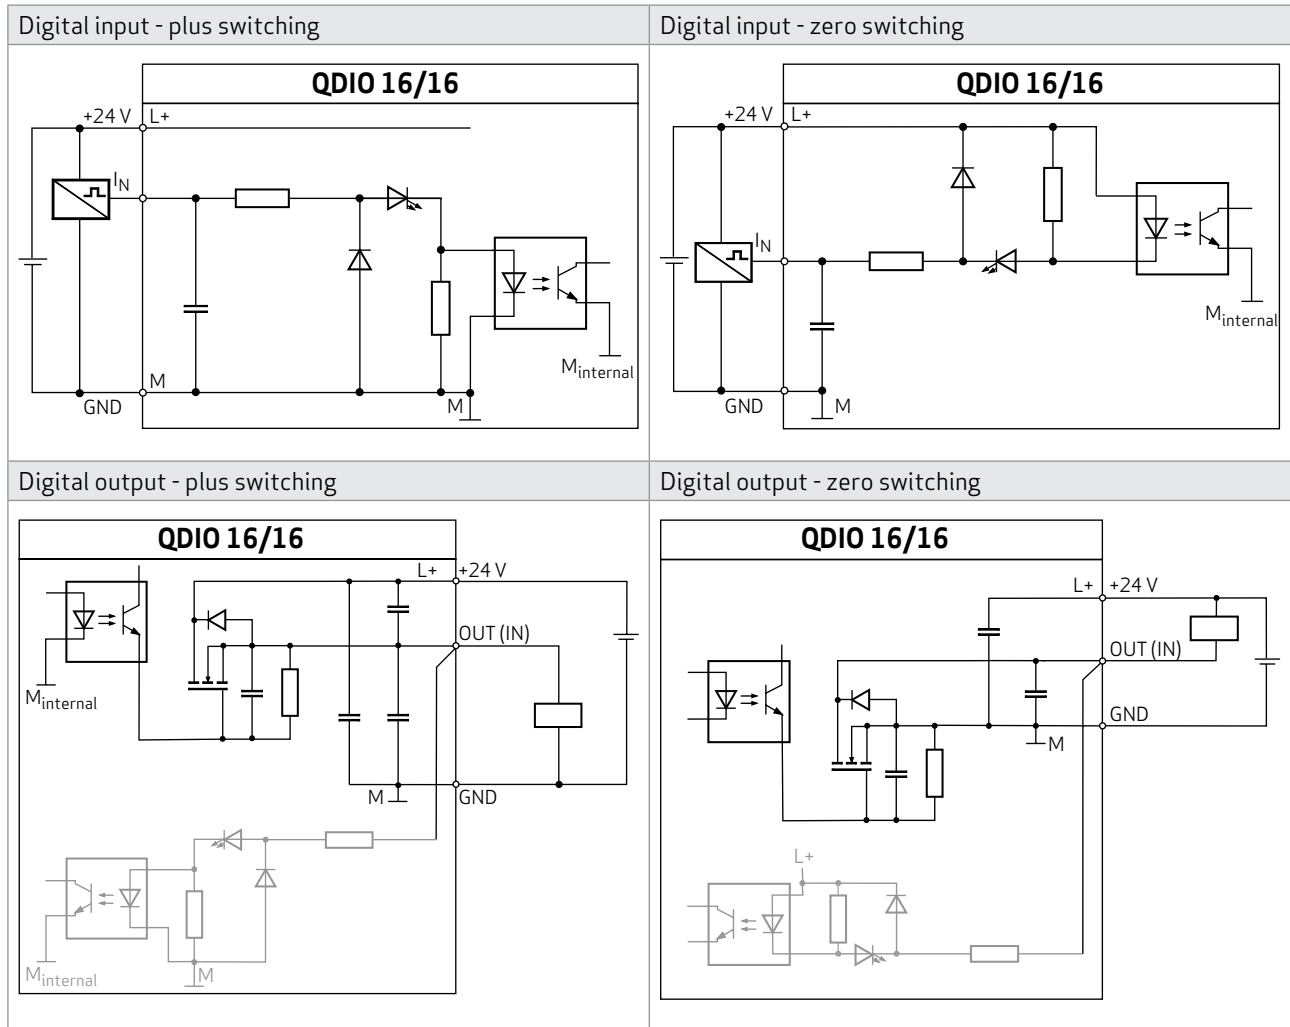 Digital input - plus switching
Digital input - zero switching
QDIO 16/16
+24 V L+
IN
M
GND
M
Minternal
QDIO 16/16
+24 V L+
IN
GND
M
Minternal
Digital output - plus switching
Digital output - zero switching
QDIO 16/16
L+ +24 V
OUT (IN)
Minternal
M
GND
Minternal
M
QDIO 16/16
L+ +24 V
OUT (IN)
GND
M
L+